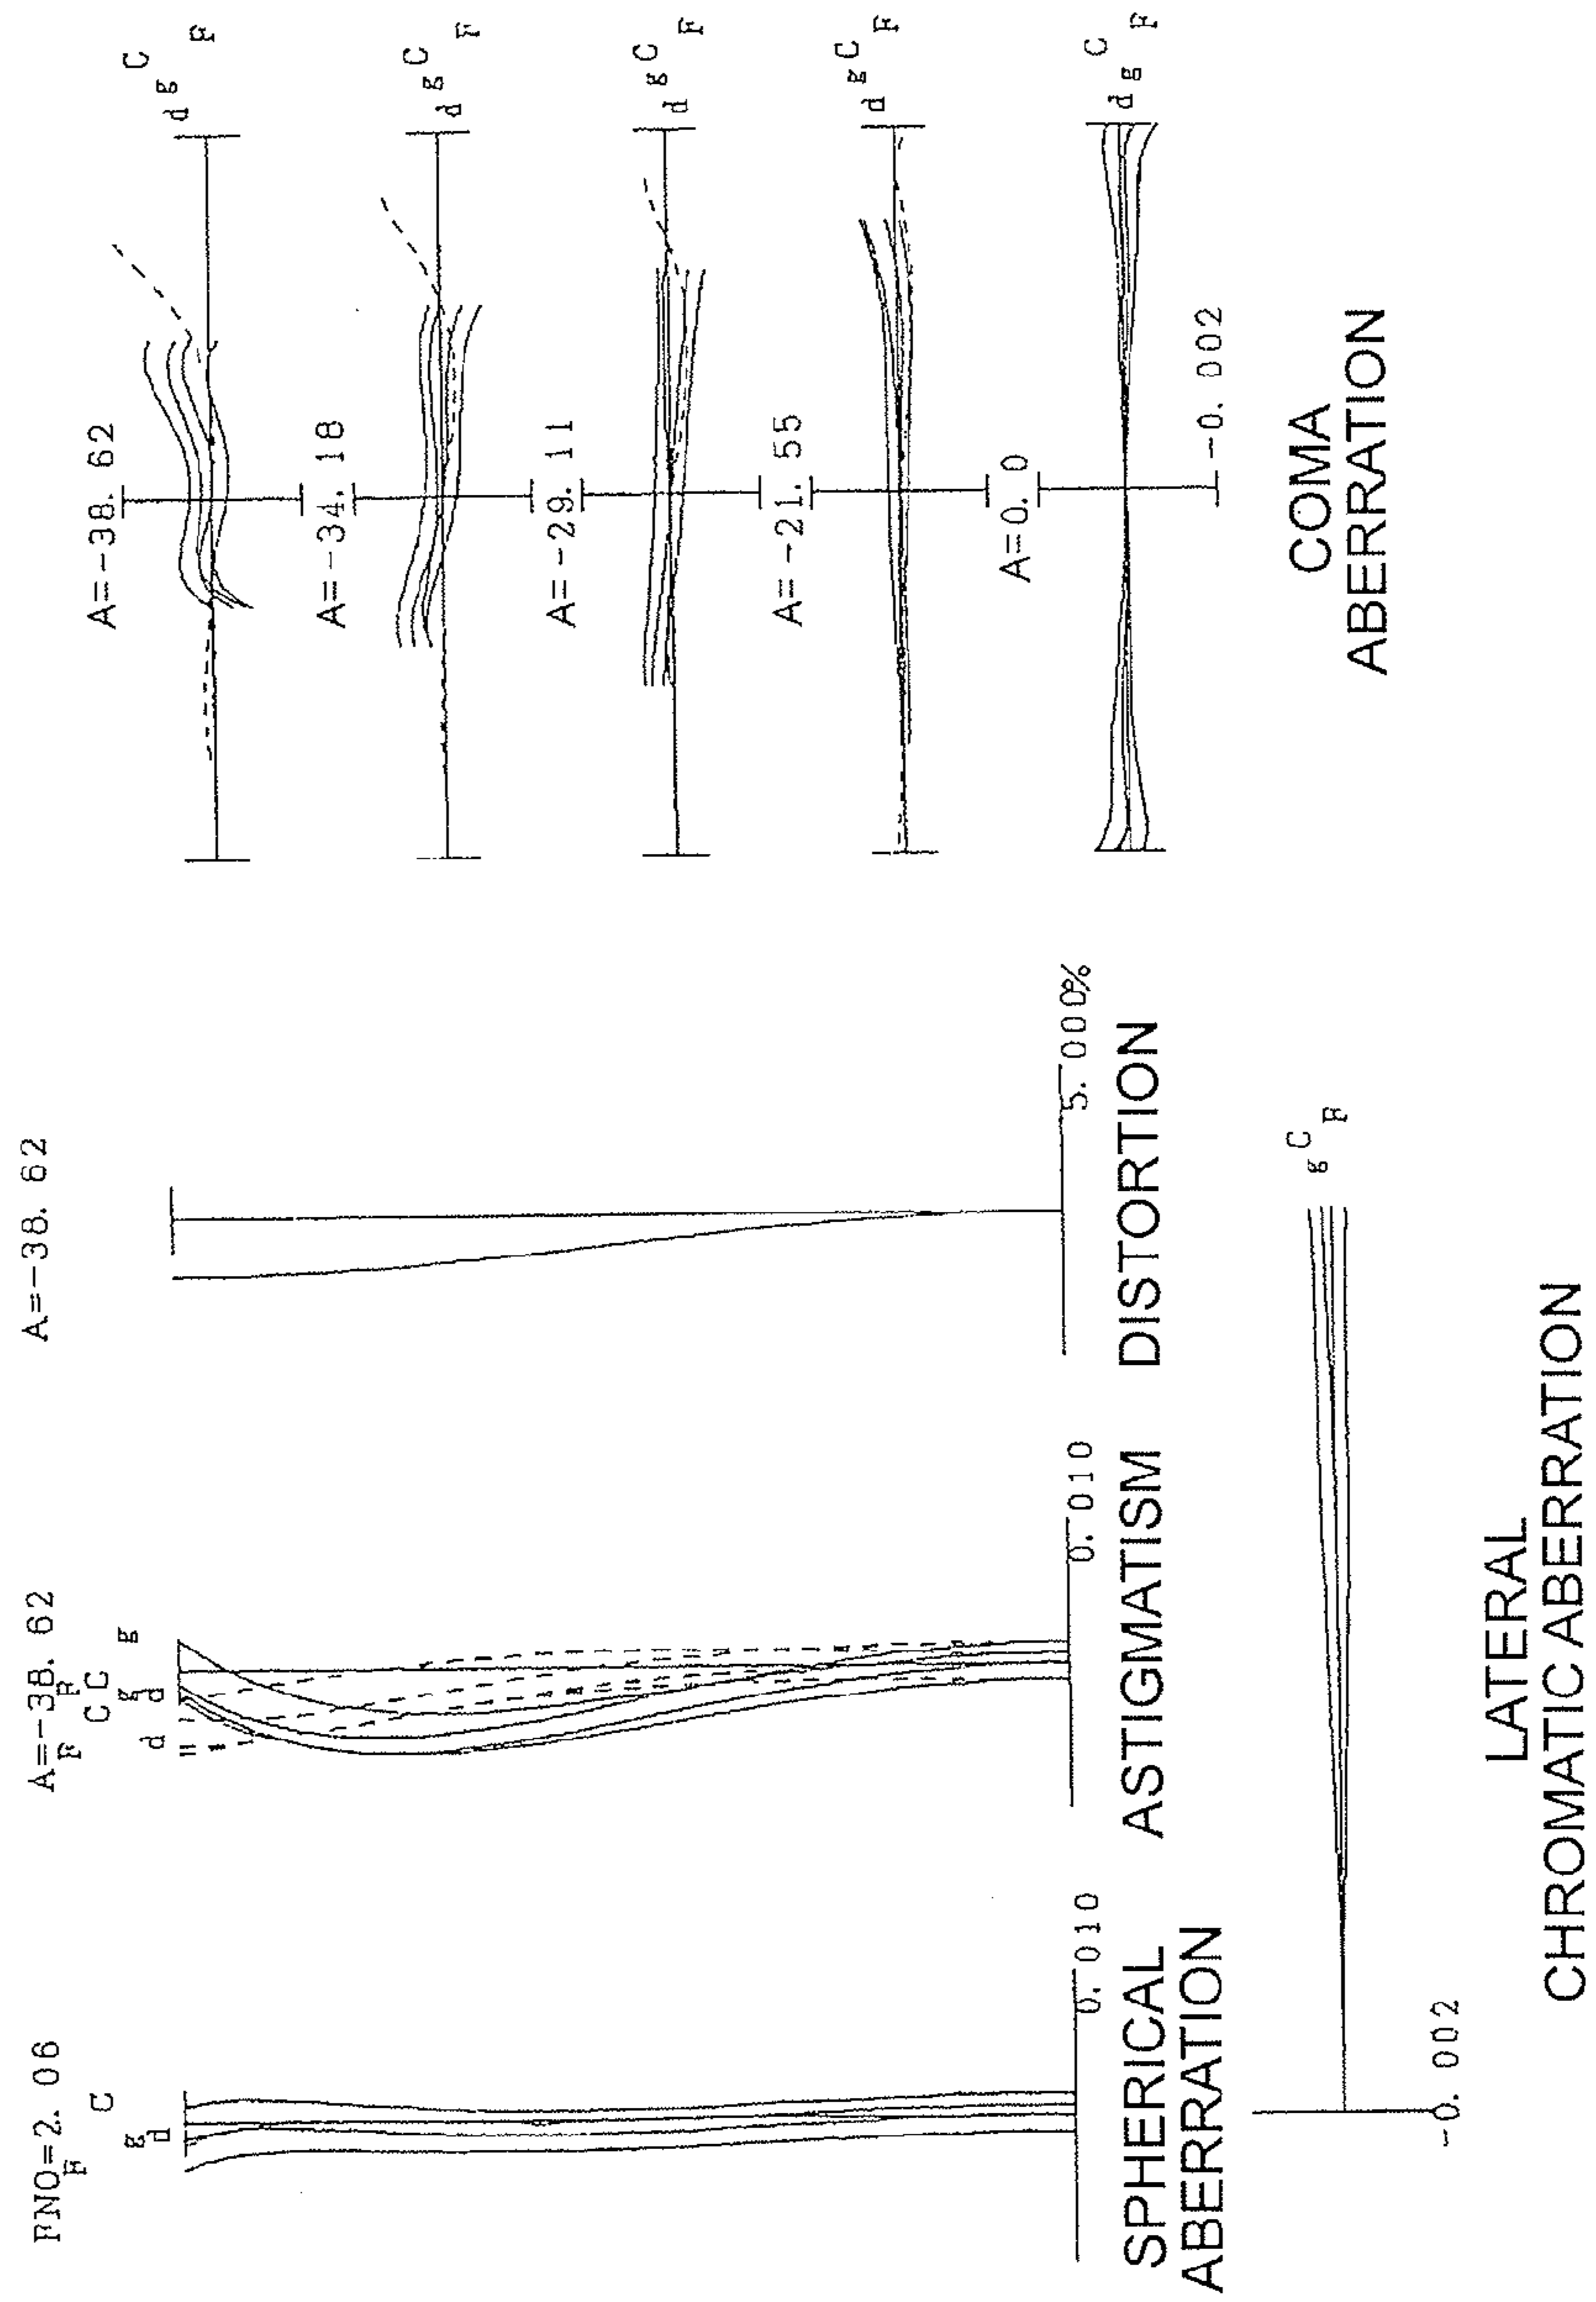 FNO=2.06
F
g
d
C
0.010
SPHERICAL
ABERRATION
A=-38.62
F
F
C
C
g
d
d
g
0.010
ASTIGMATISM
A=-38.62
5.000%
DISTORTION
A=-38.62
d
g
C
F
A=-34.18
d
g
C
F
A=-29.11
d
g
C
F
A=-21.55
d
g
C
F
A=0.0
d
g
C
F
-0.002
COMA
ABERRATION
g
C
F
-0.002
LATERAL
CHROMATIC ABERRATION